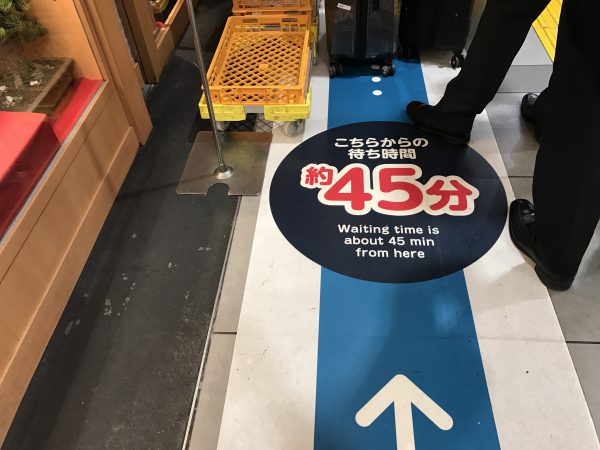 こちらからの
待ち時間
約45分
Waiting time is
about 45 min
from here